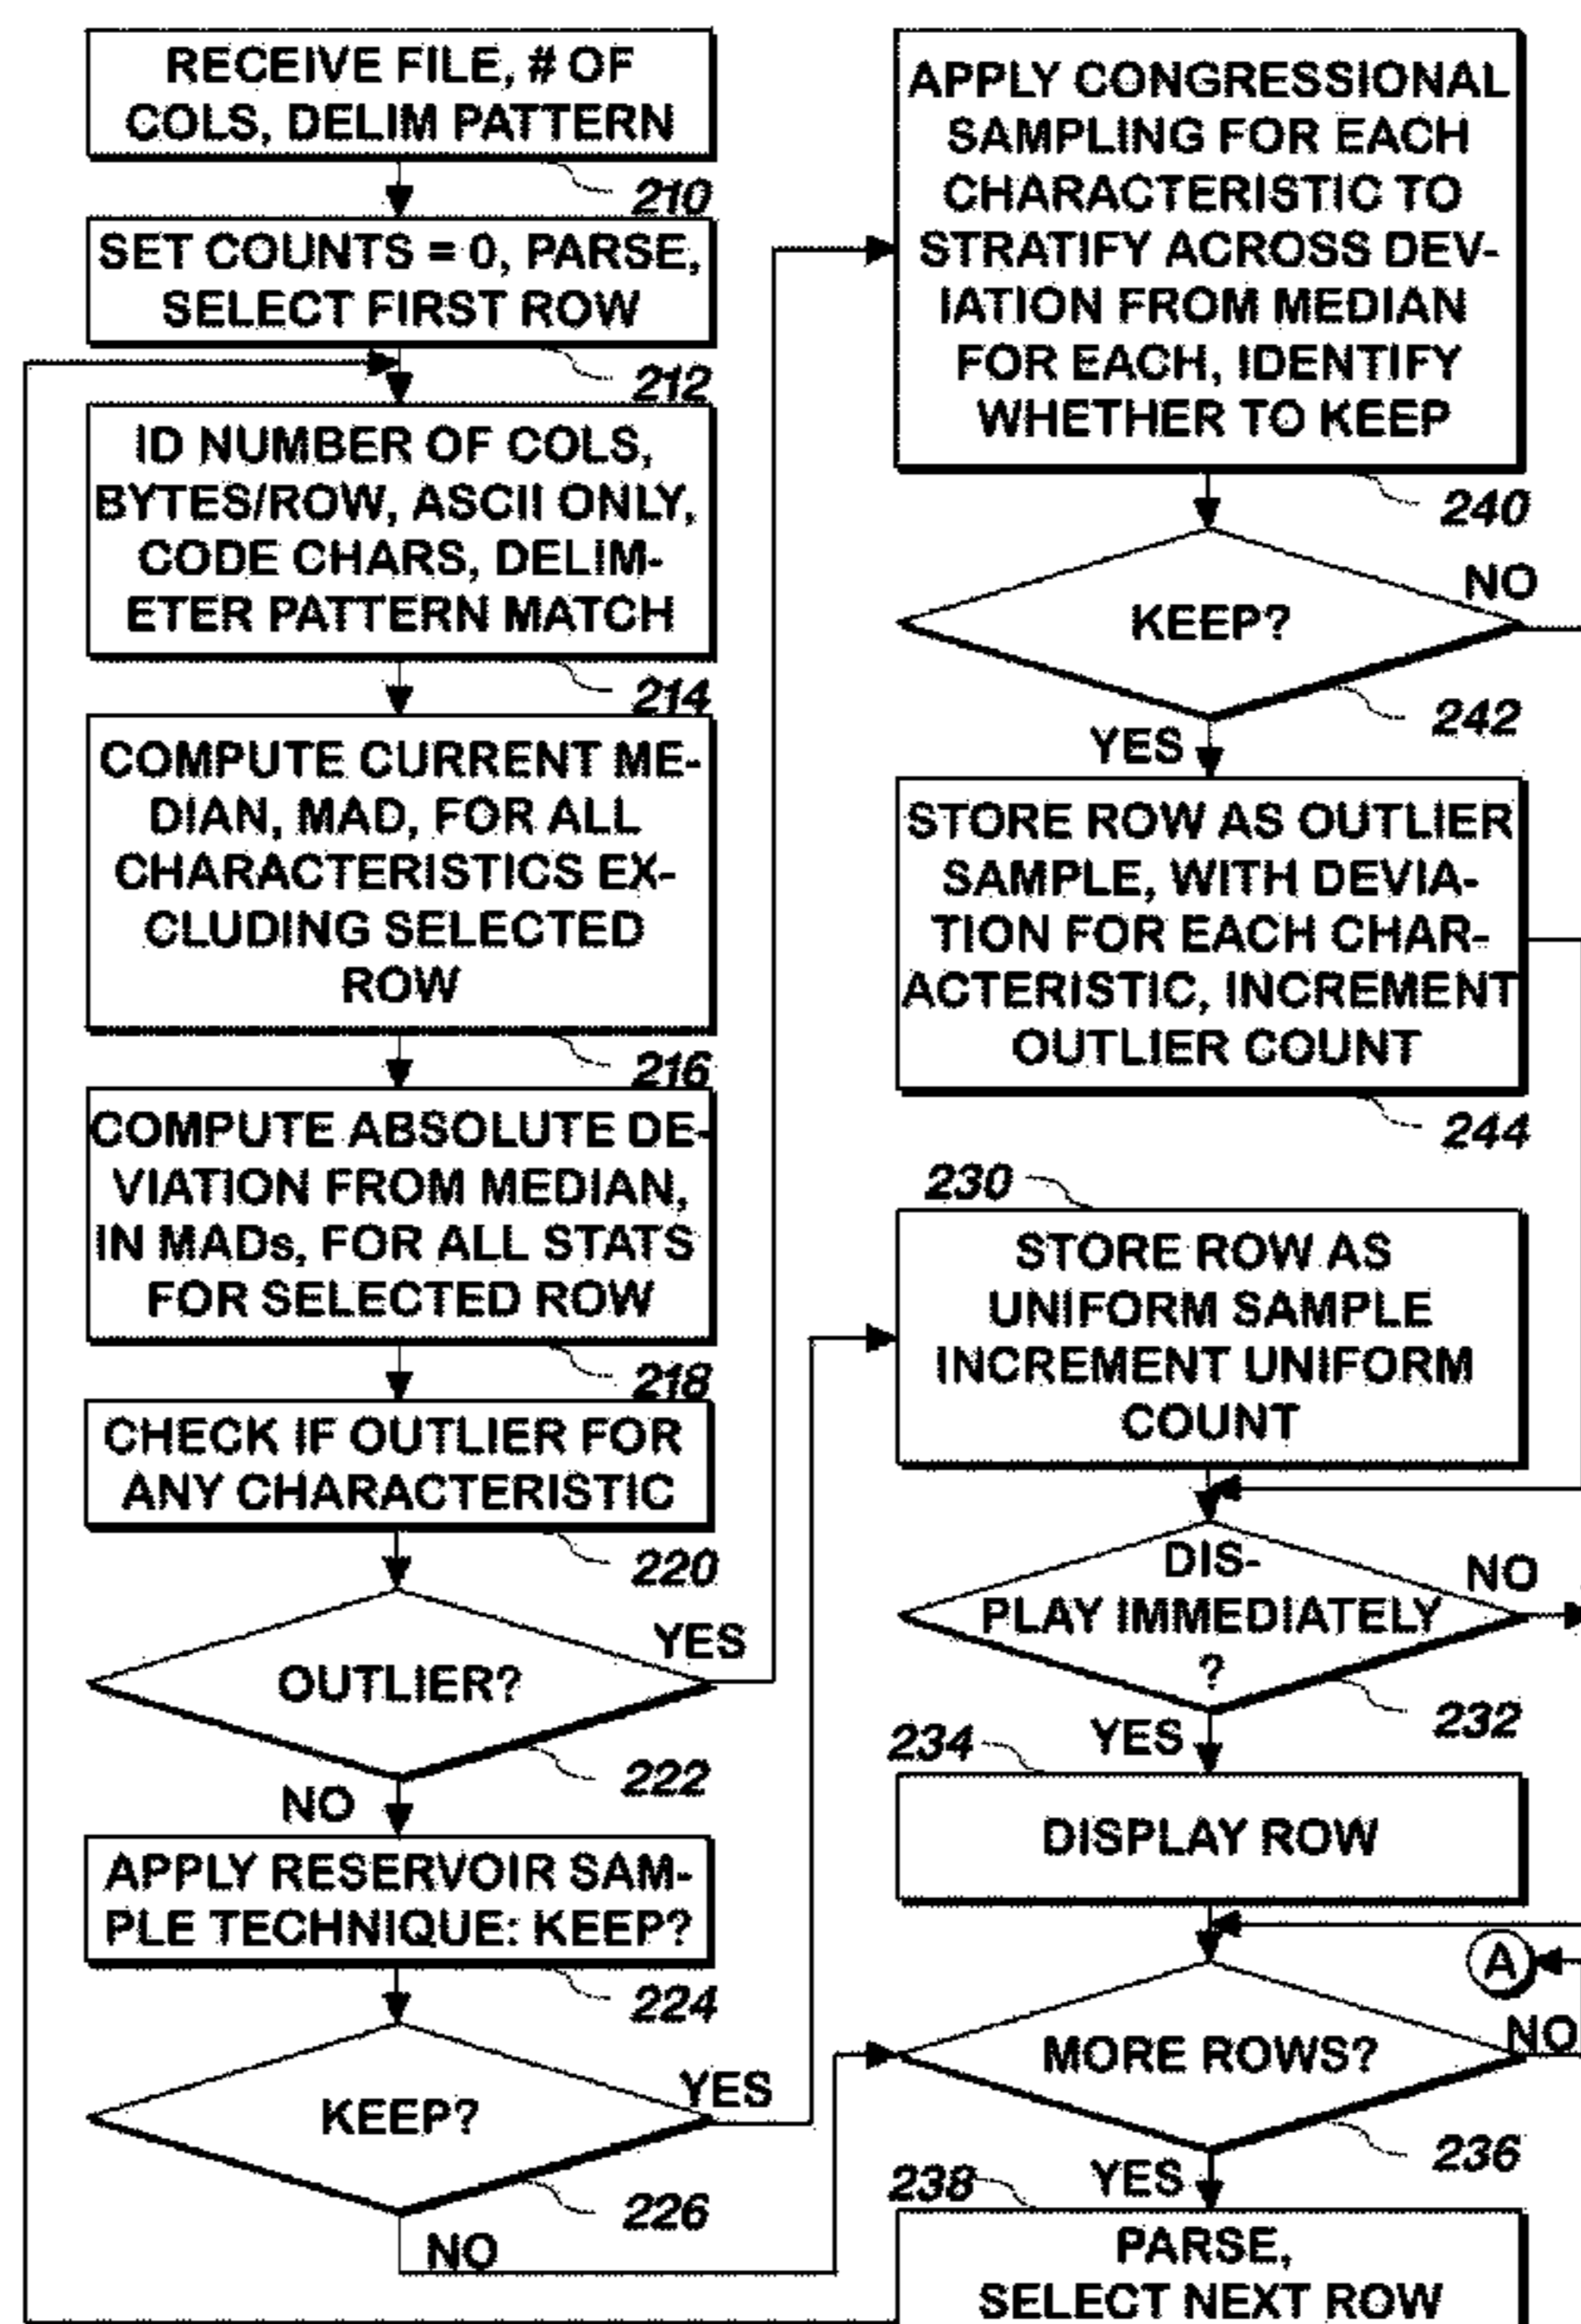 RECEIVE FILE, # OF
COLS, DELIM PATTERN
210
SET COUNTS = 0, PARSE,
SELECT FIRST ROW
212
ID NUMBER OF COLS,
BYTES/ROW, ASCII ONLY,
CODE CHARS, DELIM-
ETER PATTERN MATCH
214
COMPUTE CURRENT ME-
DIAN, MAD, FOR ALL
CHARACTERISTICS EX-
CLUDING SELECTED
ROW
216
COMPUTE ABSOLUTE DE-
VIATION FROM MEDIAN,
IN MADs, FOR ALL STATS
FOR SELECTED ROW
218
CHECK IF OUTLIER FOR
ANY CHARACTERISTIC
220
OUTLIER?
YES
222
NO
APPLY RESERVOIR SAM-
PLE TECHNIQUE: KEEP?
224
KEEP?
YES
226
NO
APPLY CONGRESSIONAL
SAMPLING FOR EACH
CHARACTERISTIC TO
STRATIFY ACROSS DEV-
IATION FROM MEDIAN
FOR EACH, IDENTIFY
WHETHER TO KEEP
240
NO
KEEP?
242
YES
STORE ROW AS OUTLIER
SAMPLE, WITH DEVIA-
TION FOR EACH CHAR-
ACTERISTIC, INCREMENT
OUTLIER COUNT
244
230
STORE ROW AS
UNIFORM SAMPLE
INCREMENT UNIFORM
COUNT
DIS-
PLAY IMMEDIATELY
?
NO
232
YES
234
DISPLAY ROW
A
MORE ROWS?
NO
236
YES
238
PARSE,
SELECT NEXT ROW